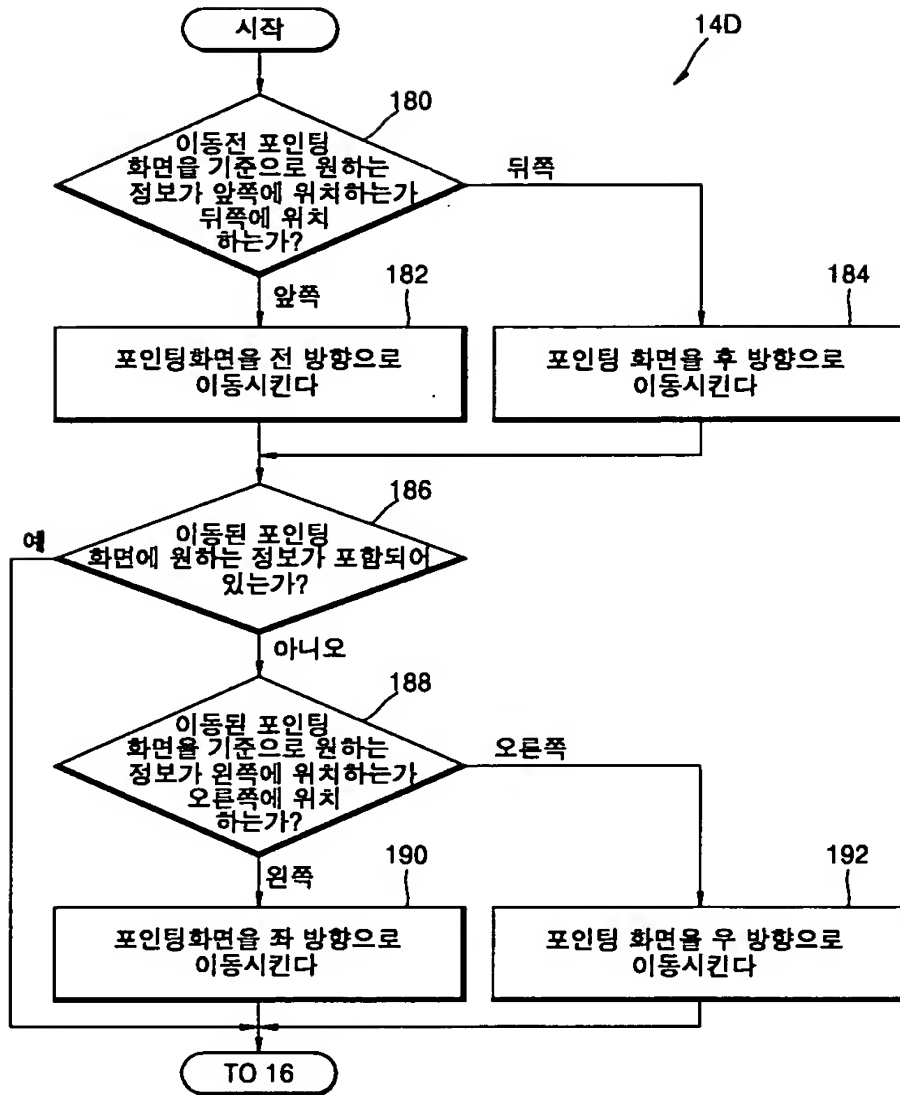 시작
14D
180
이동전 포인팅
화면을 기준으로 원하는
정보가 앞쪽에 위치하는가
뒤쪽에 위치
하는가?
뒤쪽
앞쪽
182
184
포인팅화면을 전 방향으로
이동시킨다
포인팅 화면을 후 방향으로
이동시킨다
186
예
이동된 포인팅
화면에 원하는 정보가 포함되어
있는가?
아니오
188
이동된 포인팅
화면을 기준으로 원하는
정보가 왼쪽에 위치하는가
오른쪽에 위치
하는가?
오른쪽
왼쪽
190
192
포인팅화면을 좌 방향으로
이동시킨다
포인팅 화면을 우 방향으로
이동시킨다
TO 16